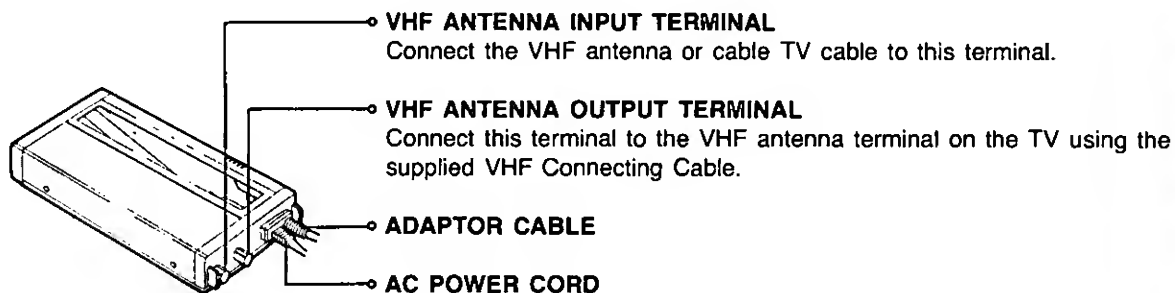 VHF ANTENNA INPUT TERMINAL
Connect the VHF antenna or cable TV cable to this terminal.
VHF ANTENNA OUTPUT TERMINAL
Connect this terminal to the VHF antenna terminal on the TV using the
supplied VHF Connecting Cable.
ADAPTOR CABLE
AC POWER CORD